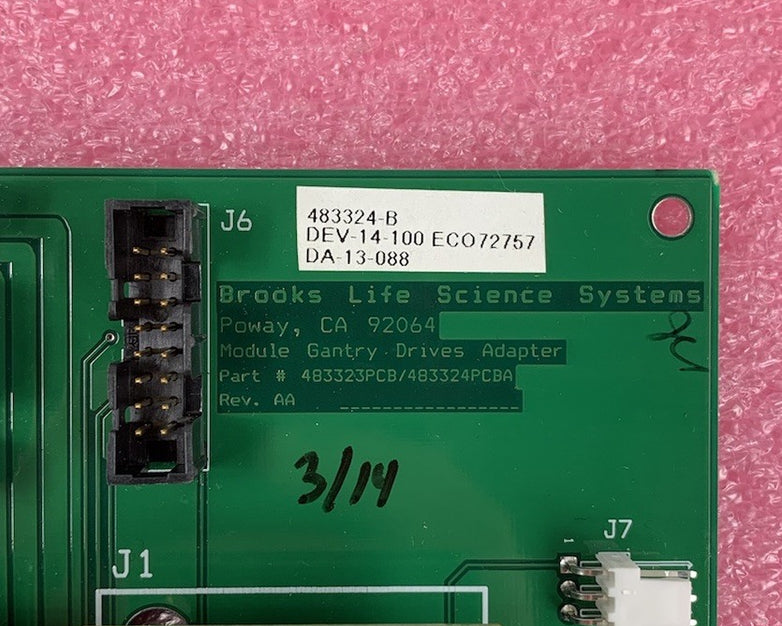 J6
483324-B
DEV-14-100 ECO72757
DA-13-088
Brooks Life Science Systems
Poway, CA 92064
Module Gantry Drives Adapter
Part # 483323PCB/483324PCBA
Rev. AA
3/14
J7
1
J1